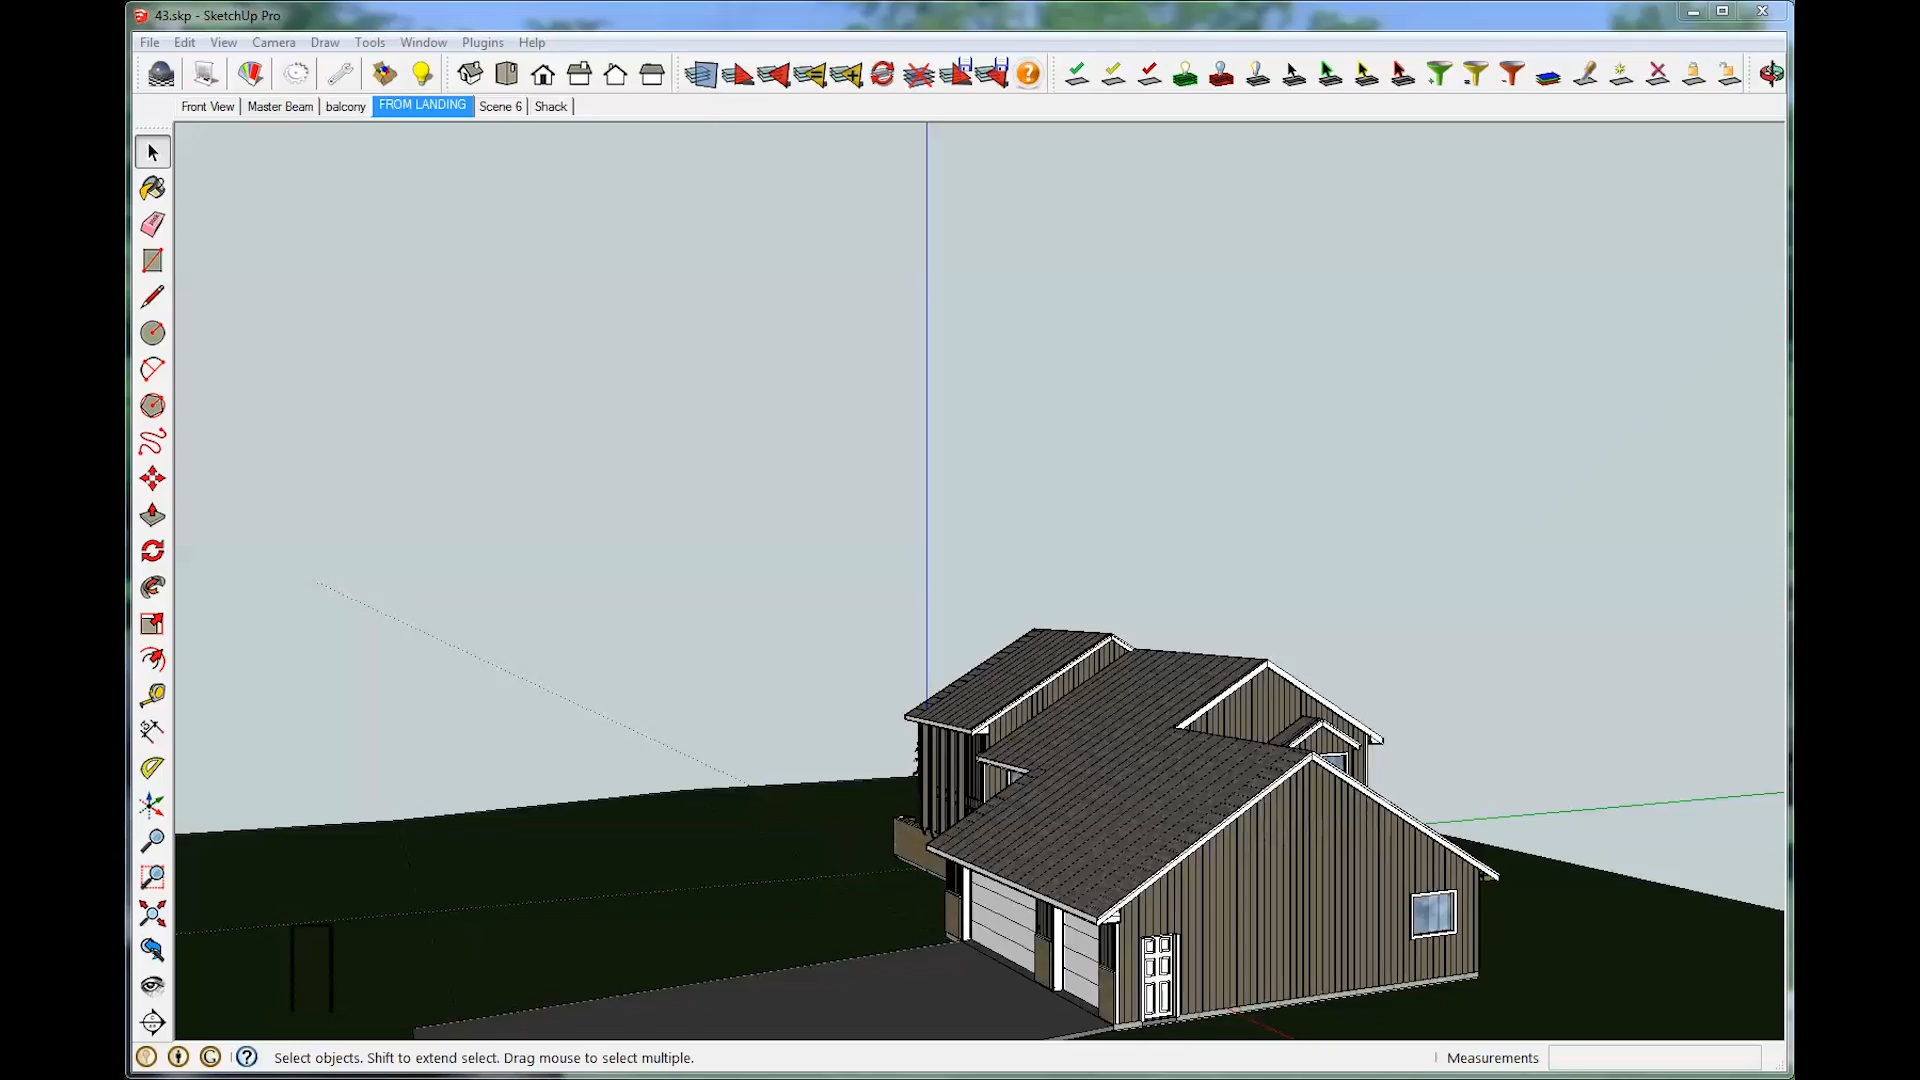 43.skp - SketchUp Pro
File Edit View Camera Draw Tools Window Plugins Help
Front View Master Beam balcony FROM LANDING Scene 6 Shack
Select objects. Shift to extend select. Drag mouse to select multiple.
Measurements